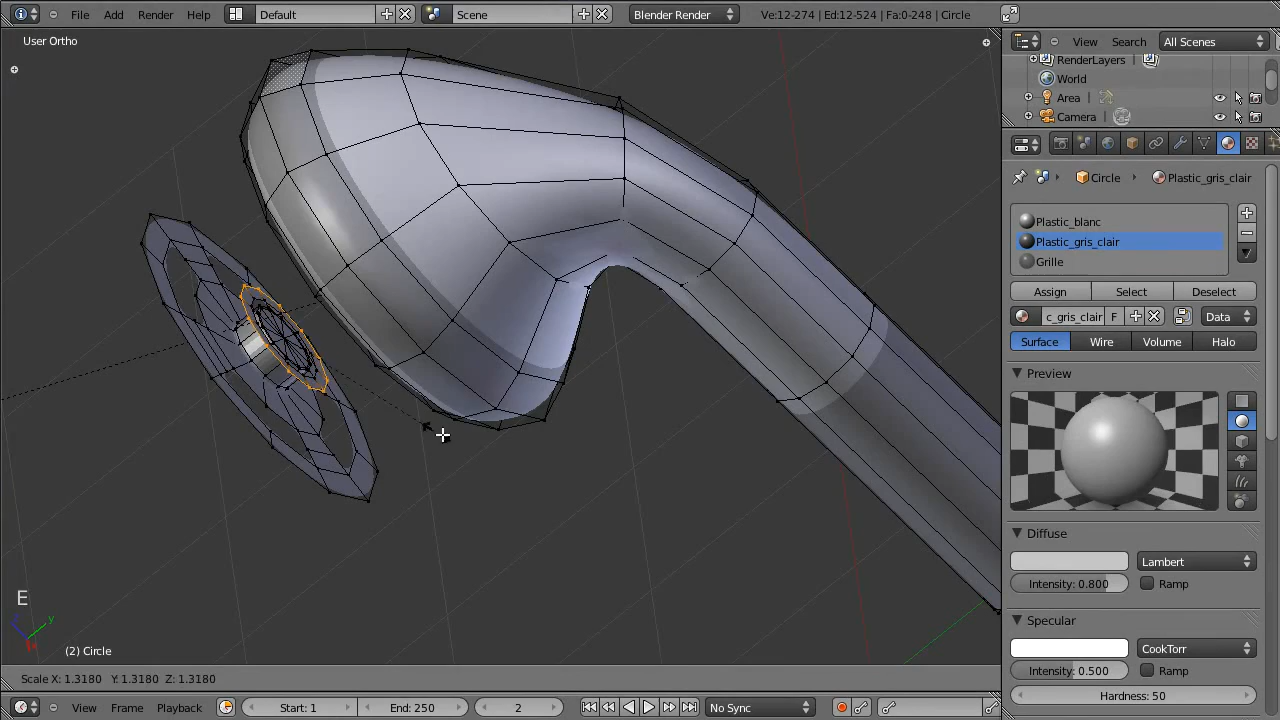 File Add Render Help Default Scene Blender Render Ve:12-274 | Ed:12-524 | Fa:0-248 | Circle
User Ortho
View Search All Scenes
RenderLayers |
World
Area |
Camera |
Circle Plastic_gris_clair
Plastic_blanc
Plastic_gris_clair
Grille
Assign Select Deselect
c_gris_clair F Data
Surface Wire Volume Halo
Preview
Diffuse
Lambert
Intensity: 0.800 Ramp
Specular
CookTorr
Intensity: 0.500 Ramp
Hardness: 50
E
y
(2) Circle
Scale X: 1.3180 Y: 1.3180 Z: 1.3180
View Frame Playback Start: 1 End: 250 2 No Sync